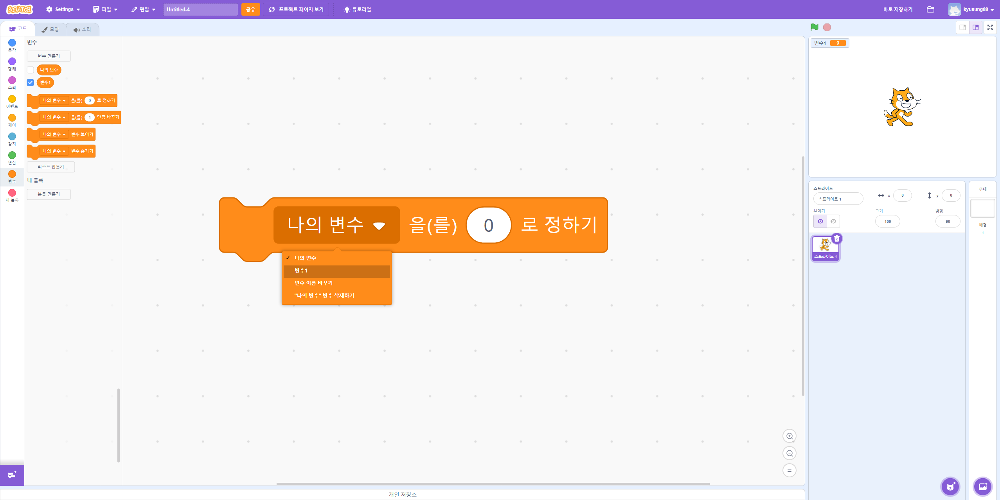 SCRATCH
Settings
파일
편집
Untitled-4
공유
프로젝트 페이지 보기
튜토리얼
바로 저장하기
kyusung88
코드
모양
소리
동작
형태
소리
이벤트
제어
감지
연산
변수
내 블록
변수
변수 만들기
나의 변수
변수1
나의 변수 을(를) 0 로 정하기
나의 변수 을(를) 1 만큼 바꾸기
나의 변수 변수 보이기
나의 변수 변수 숨기기
리스트 만들기
내 블록
블록 만들기
나의 변수 을(를) 0 로 정하기
✓ 나의 변수
변수1
변수 이름 바꾸기
"나의 변수" 변수 삭제하기
개인 저장소
변수1 0
스프라이트
스프라이트 1
x 0
y 0
보이기
크기
100
방향
90
스프라이트 1
무대
배경
1